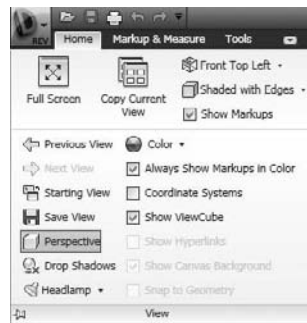 REV
Home Markup & Measure Tools
Full Screen
Copy Current View
Front Top Left
Shaded with Edges
Show Markups
Previous View
Next View
Starting View
Save View
Perspective
Drop Shadows
Headlamp
Color
Always Show Markups in Color
Coordinate Systems
Show ViewCube
Show Hyperlinks
Show Canvas Background
Snap to Geometry
View